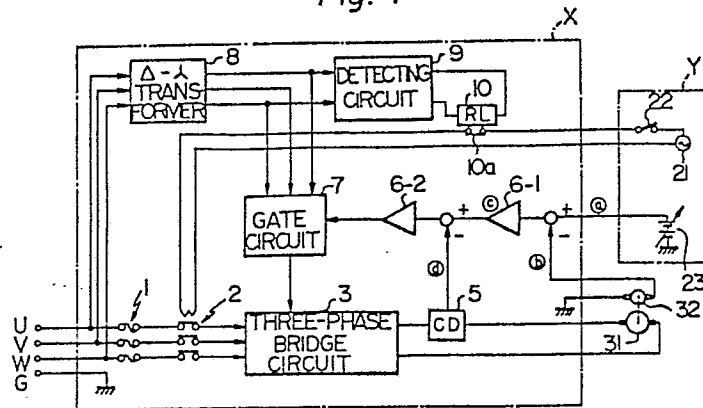 Fig. 1
X
8
9
Y
Δ-人
TRANS
FORMER
DETECTING
CIRCUIT
10
RL
22
10a
21
7
6-2
ⓒ
6-1
ⓐ
+
+
GATE
CIRCUIT
-
-
ⓓ
ⓑ
23
1
2
3
5
32
THREE-PHASE
BRIDGE
CIRCUIT
CD
31
U
V
W
G